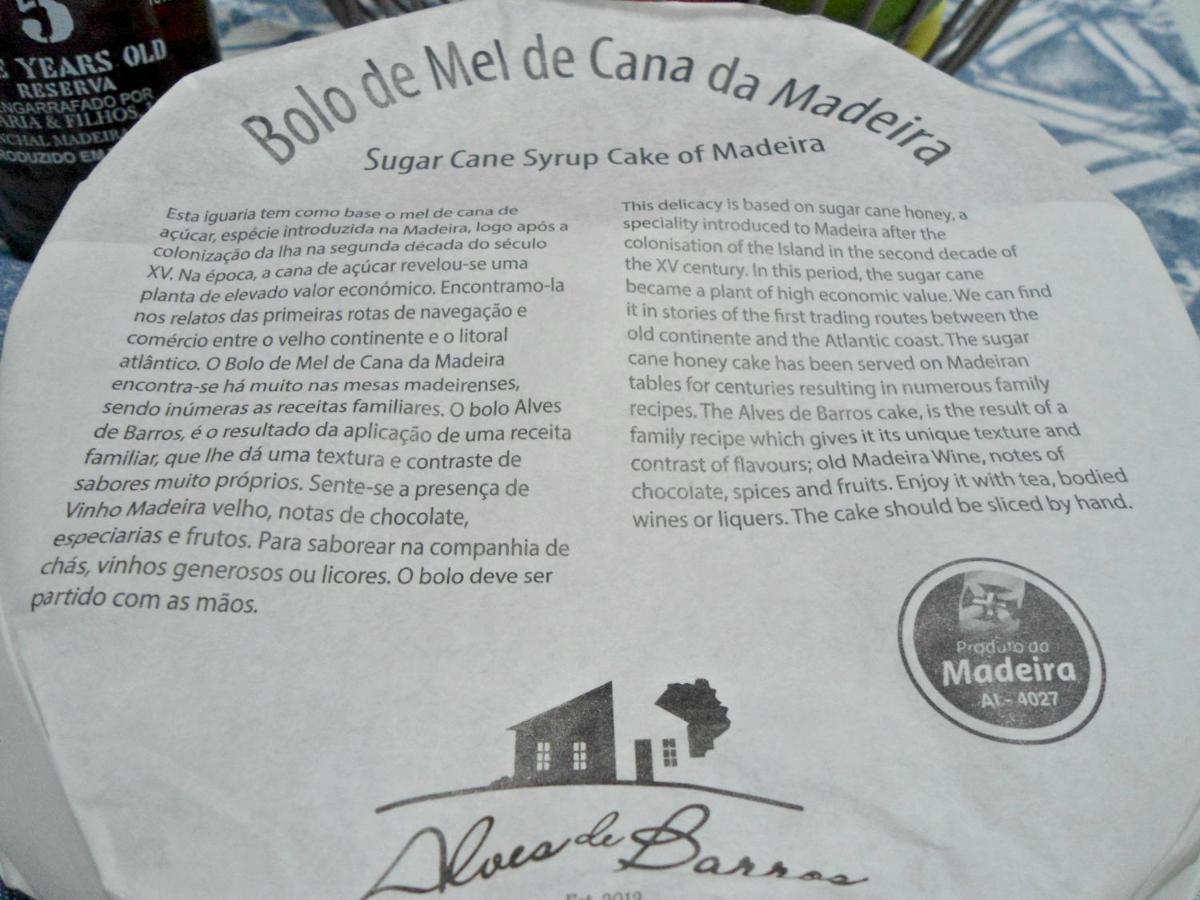 5
YEARS OLD
RESERVA
NGARRAFADO POR
ARIA & FILHOS,
NCHAL MADEIRA
RODUZIDO EM
Bolo de Mel de Cana da Madeira
Sugar Cane Syrup Cake of Madeira
Esta iguaria tem como base o mel de cana de
açúcar, espécie introduzida na Madeira, logo após a
colonização da lha na segunda década do século
XV. Na época, a cana de açúcar revelou-se uma
planta de elevado valor económico. Encontramo-la
nos relatos das primeiras rotas de navegação e
comércio entre o velho continente e o litoral
atlântico. O Bolo de Mel de Cana da Madeira
encontra-se há muito nas mesas madeirenses,
sendo inúmeras as receitas familiares. O bolo Alves
de Barros, é o resultado da aplicação de uma receita
familiar, que lhe dá uma textura e contraste de
sabores muito próprios. Sente-se a presença de
Vinho Madeira velho, notas de chocolate,
especiarias e frutos. Para saborear na companhia de
chás, vinhos generosos ou licores. O bolo deve ser
partido com as mãos.
This delicacy is based on sugar cane honey, a
speciality introduced to Madeira after the
colonisation of the Island in the second decade of
the XV century. In this period, the sugar cane
became a plant of high economic value. We can find
it in stories of the first trading routes between the
old continente and the Atlantic coast. The sugar
cane honey cake has been served on Madeiran
tables for centuries resulting in numerous family
recipes. The Alves de Barros cake, is the result of a
family recipe which gives it its unique texture and
contrast of flavours; old Madeira Wine, notes of
chocolate, spices and fruits. Enjoy it with tea, bodied
wines or liquers. The cake should be sliced by hand.
Produto da
Madeira
AI - 4027
Alves de Barros
Est. 2012